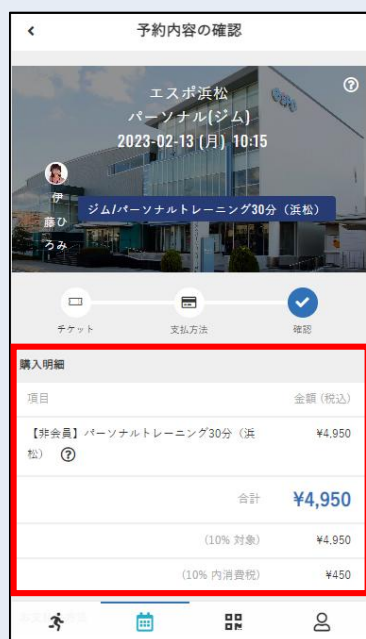 予約内容の確認
エスポ浜松
パーソナル(ジム)
2023-02-13 (月) 10:15
伊
藤ひ
ろみ
ジム/パーソナルトレーニング30分（浜松）
チケット 支払方法 確認
購入明細
項目 金額 (税込)
【非会員】パーソナルトレーニング30分（浜 ¥4,950
松）
合計 ¥4,950
(10% 対象) ¥4,950
(10% 内消費税) ¥450